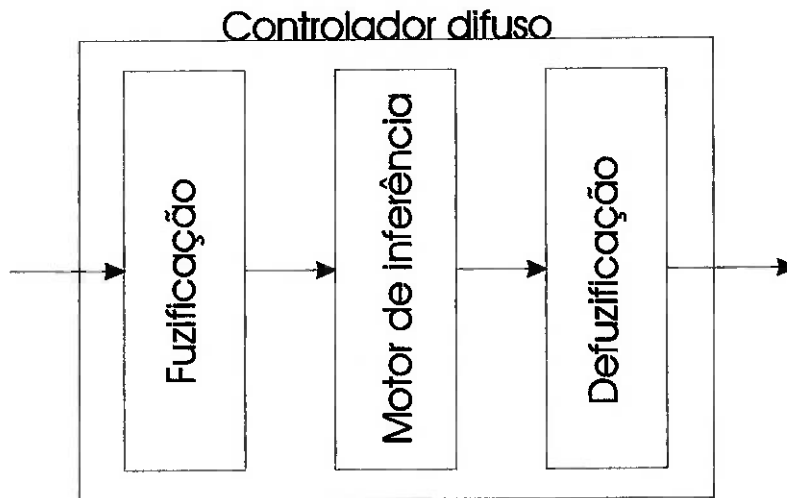 Controlador difuso
Fuzificação
Motor de inferência
Defuzificação